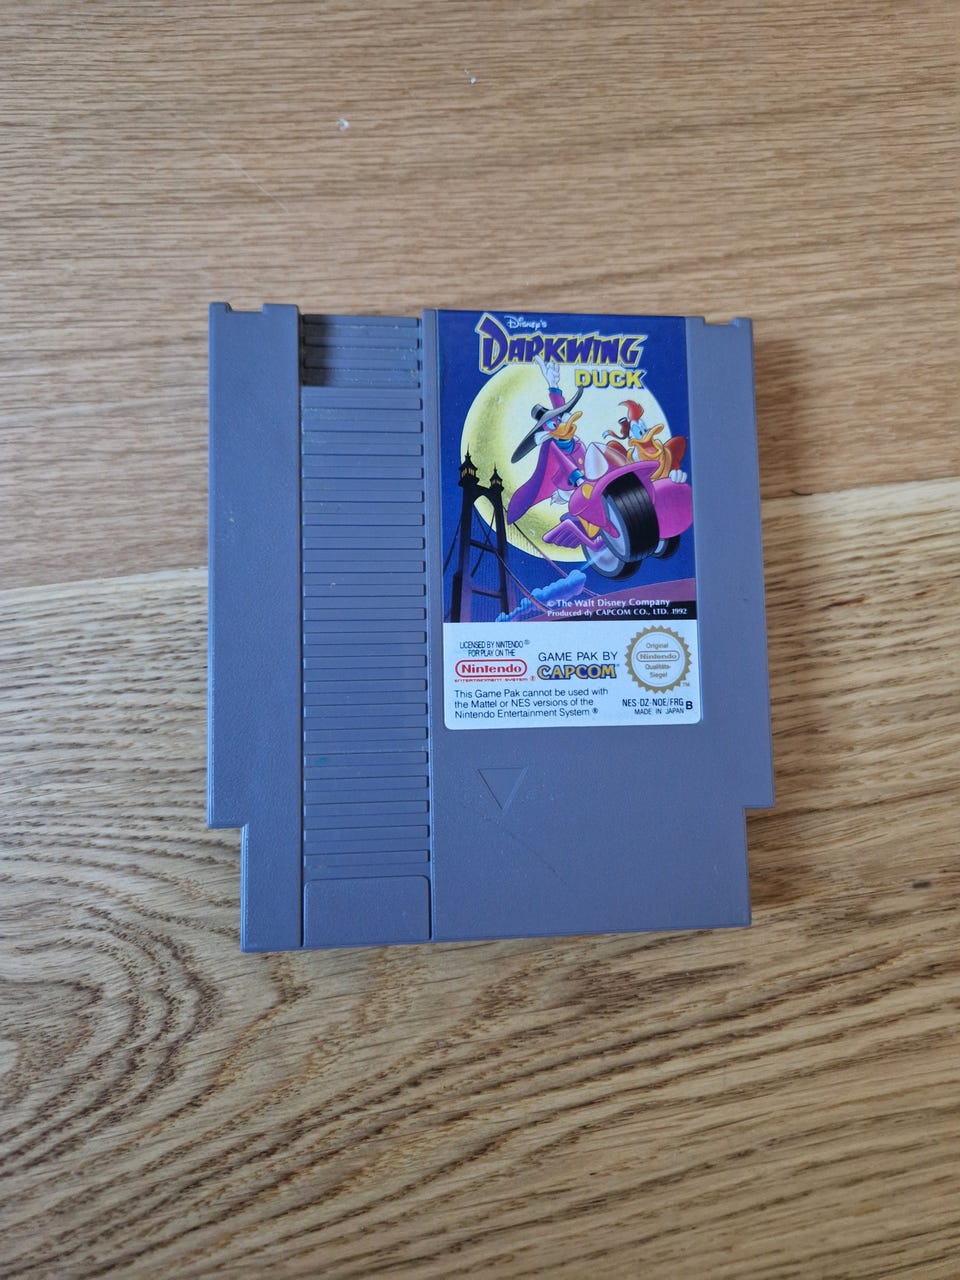 Disney's
DARKWING
DUCK
© The Walt Disney Company
Produced by CAPCOM CO., LTD. 1992
LICENSED BY NINTENDO®
FOR PLAY ON THE
Nintendo
ENTERTAINMENT SYSTEM®
GAME PAK BY
CAPCOM®
Original
Nintendo
Qualitäts-
Siegel
TM
This Game Pak cannot be used with
the Mattel or NES versions of the
Nintendo Entertainment System ®
NES-DZ-NOE/FRG B
MADE IN JAPAN